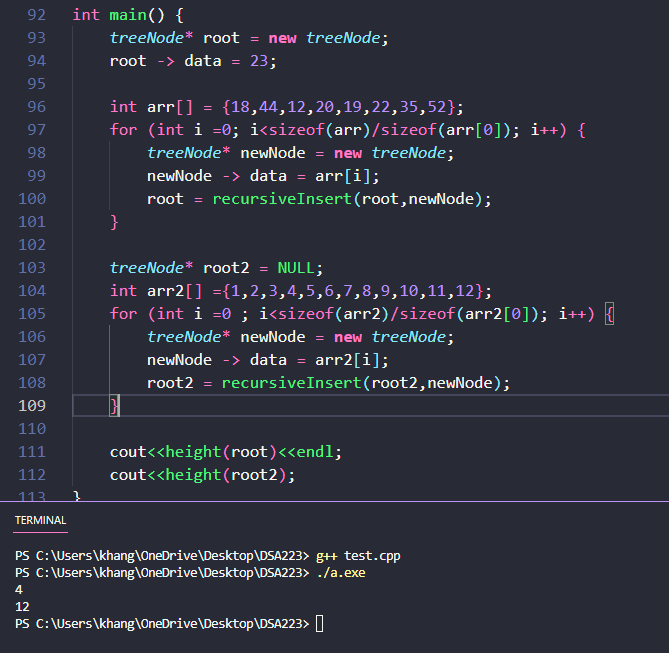 92 int main() {
93 treeNode* root = new treeNode;
94 root -> data = 23;
95
96 int arr[] = {18,44,12,20,19,22,35,52};
97 for (int i =0; i<sizeof(arr)/sizeof(arr[0]); i++) {
98 treeNode* newNode = new treeNode;
99 newNode -> data = arr[i];
100 root = recursiveInsert(root,newNode);
101 }
102
103 treeNode* root2 = NULL;
104 int arr2[] ={1,2,3,4,5,6,7,8,9,10,11,12};
105 for (int i =0 ; i<sizeof(arr2)/sizeof(arr2[0]); i++) {
106 treeNode* newNode = new treeNode;
107 newNode -> data = arr2[i];
108 root2 = recursiveInsert(root2,newNode);
109 }
110
111 cout<<height(root)<<endl;
112 cout<<height(root2);
113 }
TERMINAL
PS C:\Users\khang\OneDrive\Desktop\DSA223> g++ test.cpp
PS C:\Users\khang\OneDrive\Desktop\DSA223> ./a.exe
4
12
PS C:\Users\khang\OneDrive\Desktop\DSA223>